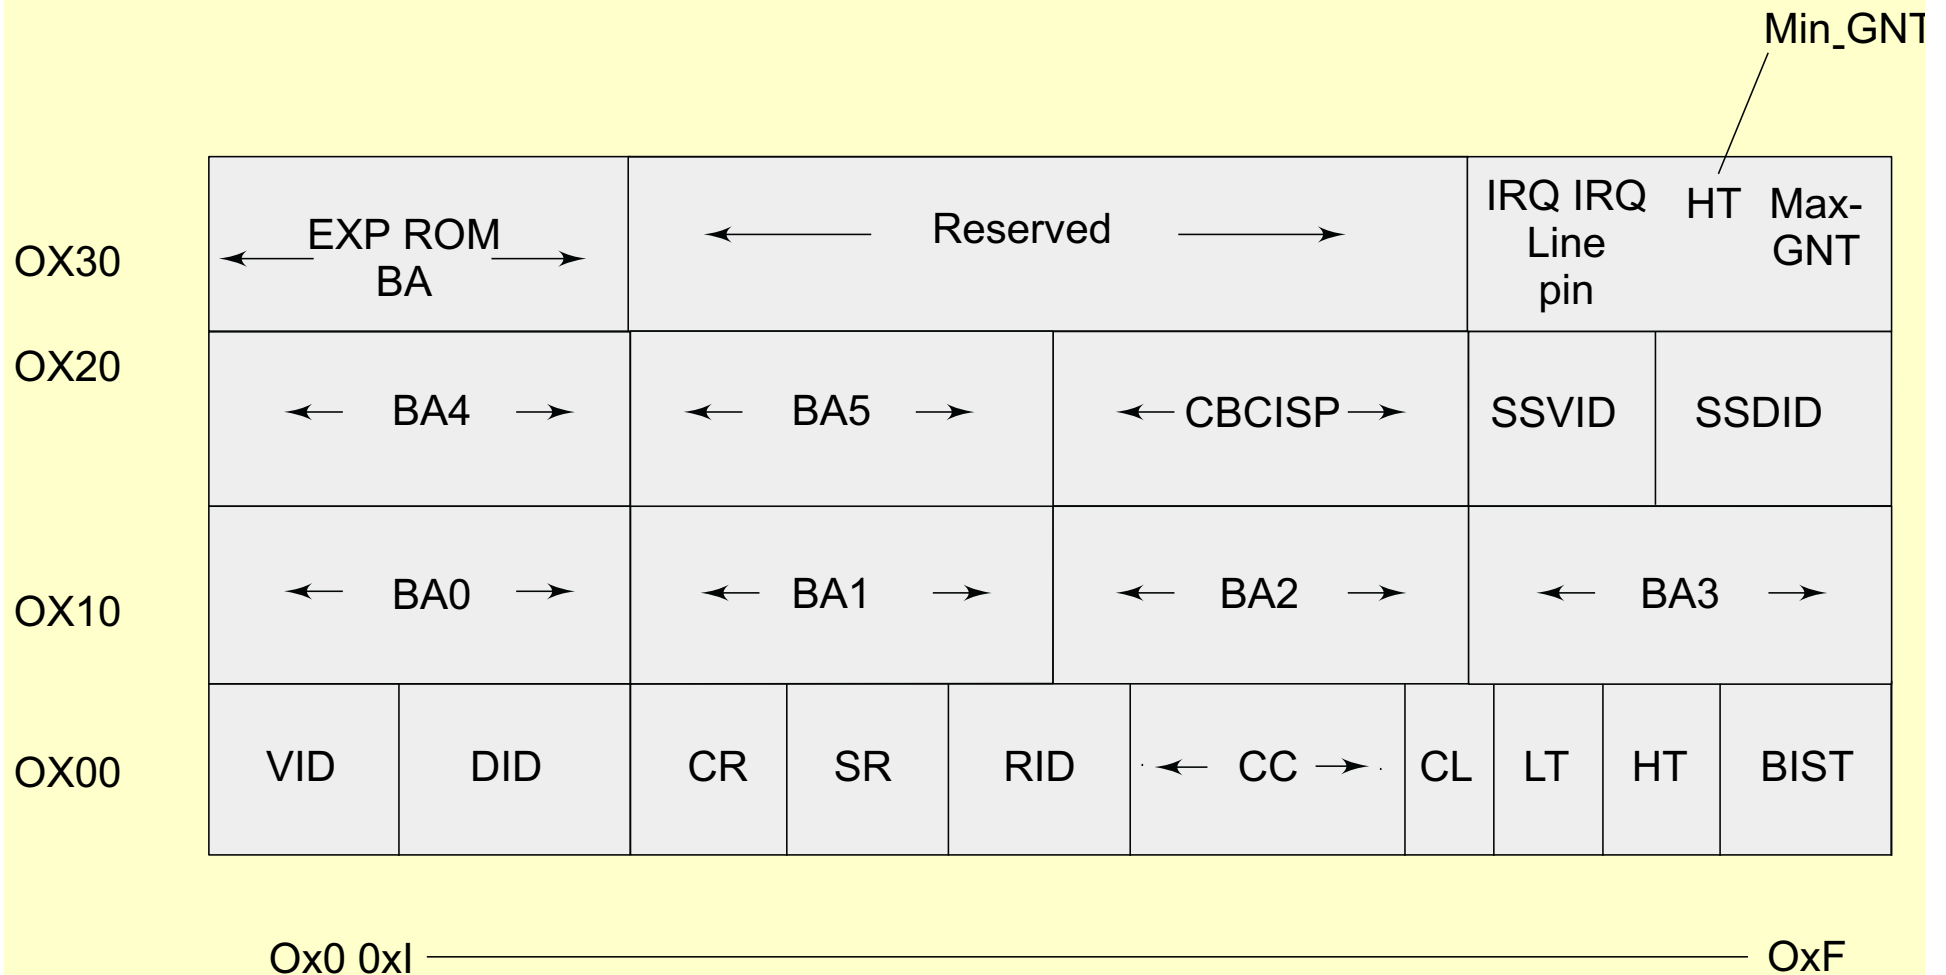 Min_GNT
OX30
EXP ROM
BA
Reserved
IRQ IRQ
Line
pin
HT
Max-
GNT
OX20
BA4
BA5
CBCISP
SSVID
SSDID
OX10
BA0
BA1
BA2
BA3
OX00
VID
DID
CR
SR
RID
CC
CL
LT
HT
BIST
Ox0 0xI
OxF